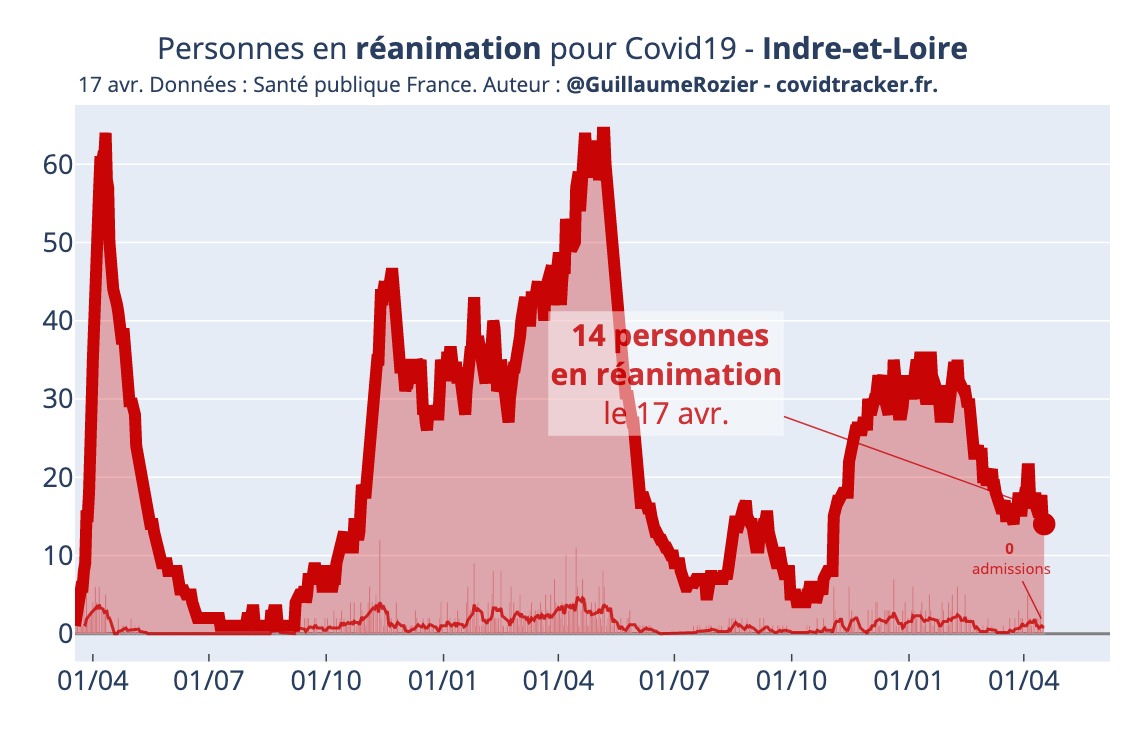 Personnes en réanimation pour Covid19 - Indre-et-Loire
17 avr. Données : Santé publique France. Auteur : @GuillaumeRozier - covidtracker.fr.
60
50
40
30
20
10
0
14 personnes
en réanimation
le 17 avr.
0
admissions
01/04
01/07
01/10
01/01
01/04
01/07
01/10
01/01
01/04